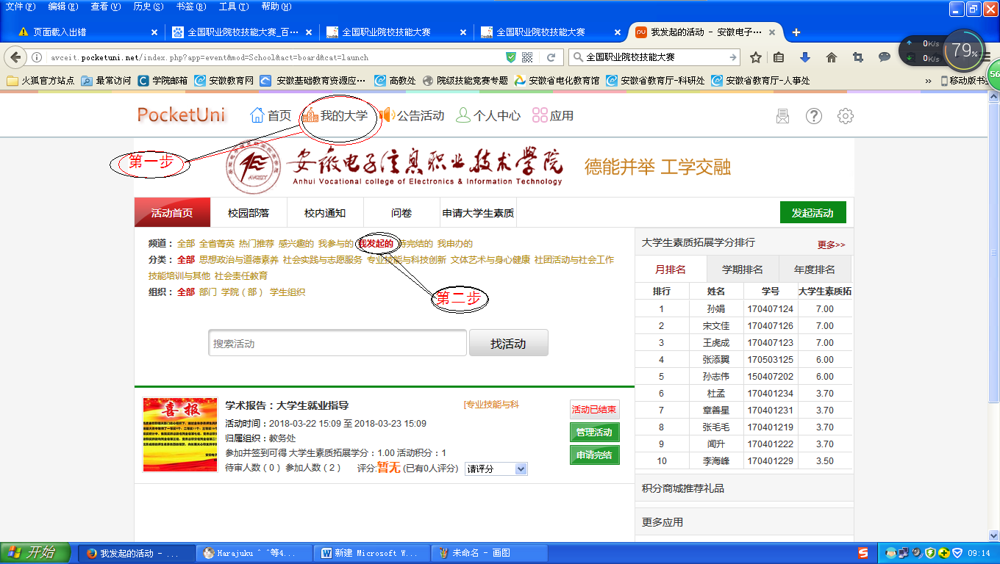 文件(F) 编辑(E) 查看(V) 历史(S) 书签(B) 工具(T) 帮助(H)
页面载入出错 × 全国职业院校技能大赛_百··· × 全国职业院校技能大赛 × 全国职业院校技能大赛 × 我发起的活动 - 安徽电子··· ×
avceit.pocketuni.net/index.php?app=event&mod=School&act=board&cat=launch 全国职业院校技能大赛
0K/s
0K/s
79%
56
火狐官方站点 最常访问 学院邮箱 安徽教育网 安徽基础教育资源应··· 高教处 院级技能竞赛专题 安徽省电化教育馆 安徽省教育厅-科研处 安徽省教育厅-人事处 » 移动版书
PocketUni 首页 我的大学 公告活动 个人中心 应用
第一步
安徽电子信息职业技术学院 德能并举 工学交融
Anhui Vocational college of Electronics & Information Technology
活动首页 校园部落 校内通知 问卷 申请大学生素质 发起活动
频道： 全部 全省菁英 热门推荐 感兴趣的 我参与的 我发起的 待完结的 我申办的
分类： 全部 思想政治与道德素养 社会实践与志愿服务 专业技能与科技创新 文体艺术与身心健康 社团活动与社会工作
技能培训与其他 社会责任教育
组织： 全部 部门 学院（部） 学生组织
第二步
搜索活动 找活动
喜报
学术报告：大学生就业指导 [专业技能与科
活动时间：2018-03-22 15:09 至 2018-03-23 15:09
归属组织：教务处
参加并签到可得 大学生素质拓展学分：1.00 活动积分：1
待审人数（0） 参加人数（2） 评分:暂无 (已有0人评分) 请评分
活动已结束
管理活动
申请完结
大学生素质拓展学分排行 更多>>
月排名 学期排名 年度排名
排行 姓名 学号 大学生素质拓
1 孙娟 170407124 7.00
2 宋文佳 170407126 7.00
3 王虎成 170407123 7.00
4 张添翼 170503125 6.00
5 孙志伟 150407202 6.00
6 杜孟 170401234 3.70
7 章善星 170401231 3.70
8 张毛毛 170401219 3.70
9 闻升 170401222 3.70
10 李海峰 170401229 3.50
积分商城推荐礼品
更多应用
开始 我发起的活动 - ... Harajuku ^ ^等4... 新建 Microsoft W... 未命名 - 画图 09:14